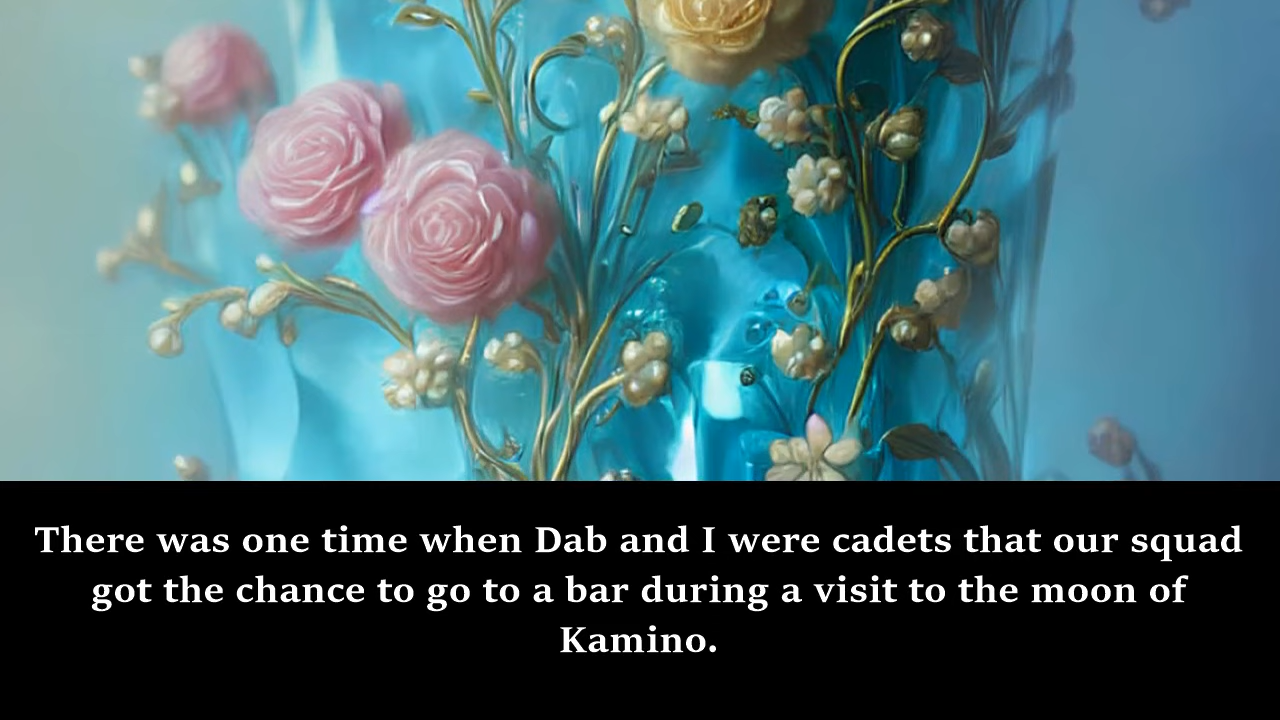 There was one time when Dab and I were cadets that our squad
got the chance to go to a bar during a visit to the moon of
Kamino.